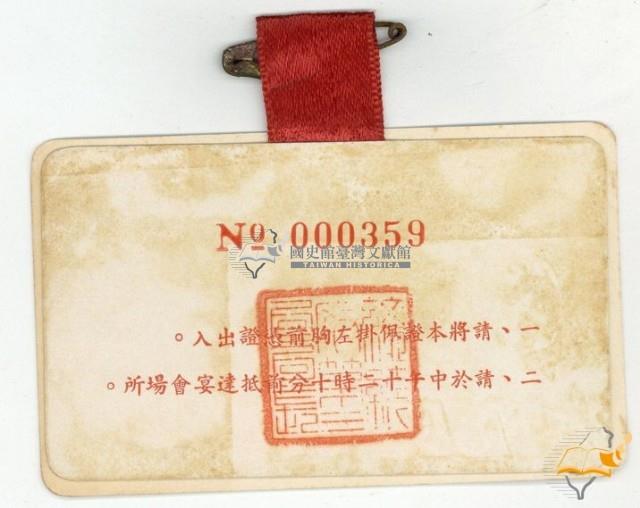 № 000359
國史館臺灣文獻館
TAIWAN HISTORICA
一、請將本證佩掛左胸前憑證出入。
二、請於中午十二時十分前抵達宴會場所。